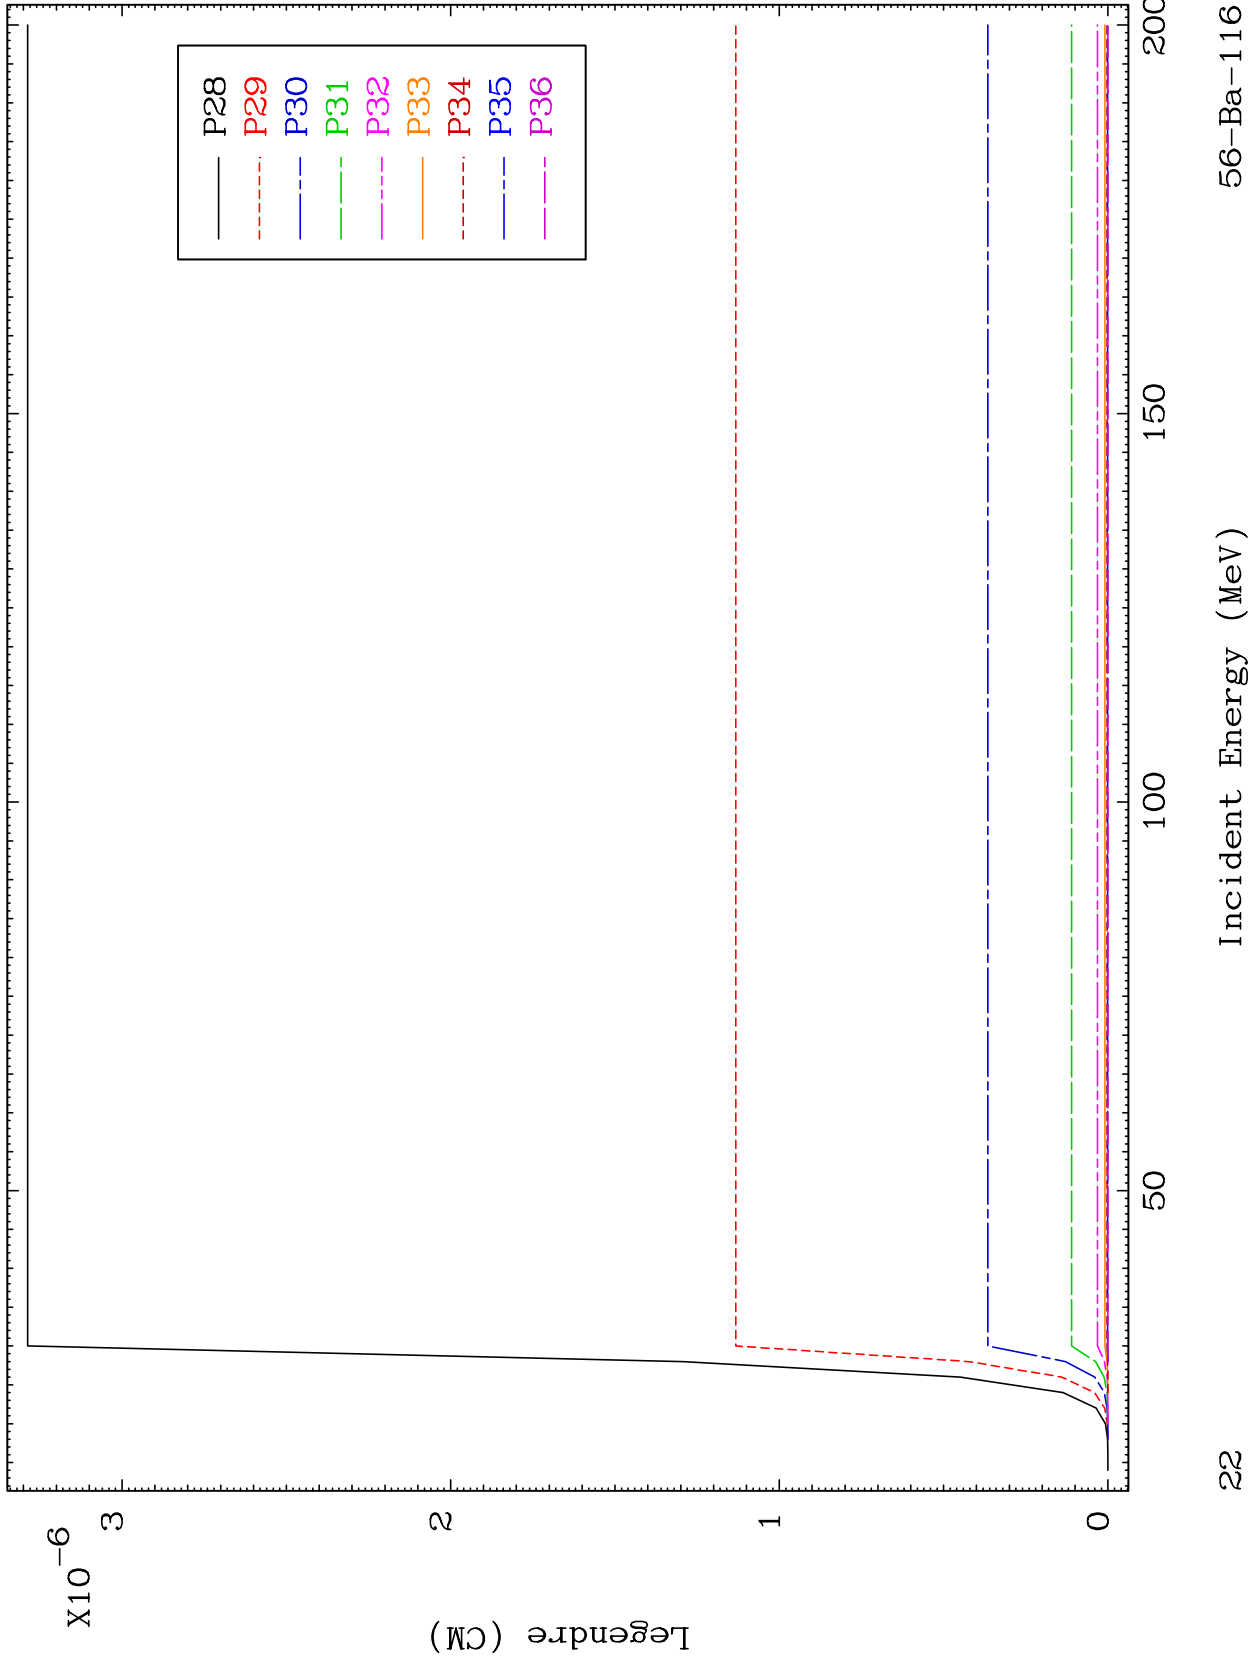 X10
-6
3
2
1
0
Legendre (CM)
P28
P29
P30
P31
P32
P33
P34
P35
P36
50
100
150
200
Incident Energy (MeV)
22
56-Ba-116